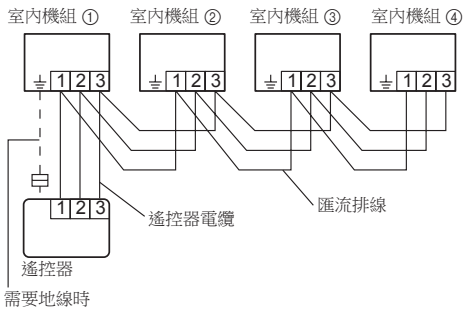 室內機組 ① 室內機組 ② 室內機組 ③ 室內機組 ④
1 2 3 1 2 3 1 2 3 1 2 3
匯流排線
1 2 3
遙控器電纜
遙控器
需要地線時